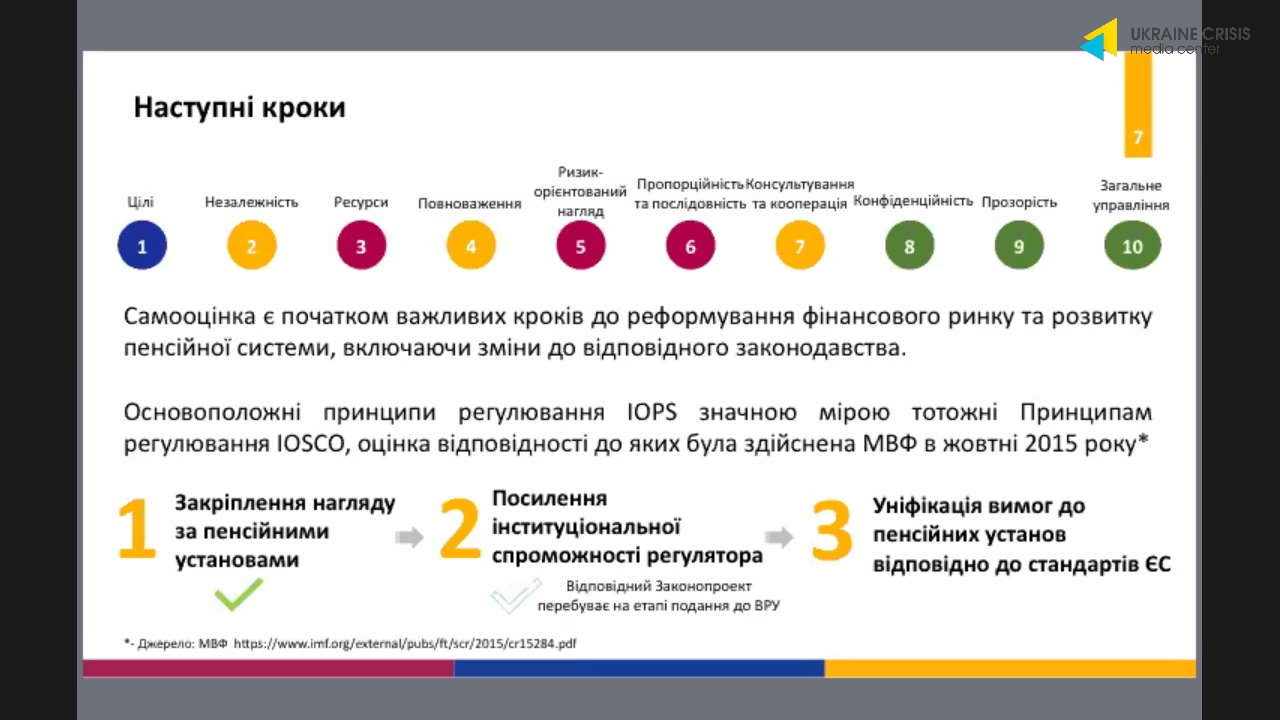 UKRAINE CRISIS
media center
Наступні кроки
7
Цілі
Незалежність
Ресурси
Повноваження
Ризик-
орієнтований
нагляд
Пропорційність
та послідовність
Консультування
та кооперація
Конфіденційність
Прозорість
Загальне
управління
1
2
3
4
5
6
7
8
9
10
Самооцінка є початком важливих кроків до реформування фінансового ринку та розвитку
пенсійної системи, включаючи зміни до відповідного законодавства.
Основоположні принципи регулювання IOPS значною мірою тотожні Принципам
регулювання IOSCO, оцінка відповідності до яких була здійснена МВФ в жовтні 2015 року*
1
Закріплення нагляду
за пенсійними
установами
2
Посилення
інституціональної
спроможності регулятора
Відповідний Законопроект
перебуває на етапі подання до ВРУ
3
Уніфікація вимог до
пенсійних установ
відповідно до стандартів ЄС
*- Джерело: МВФ https://www.imf.org/external/pubs/ft/scr/2015/cr15284.pdf